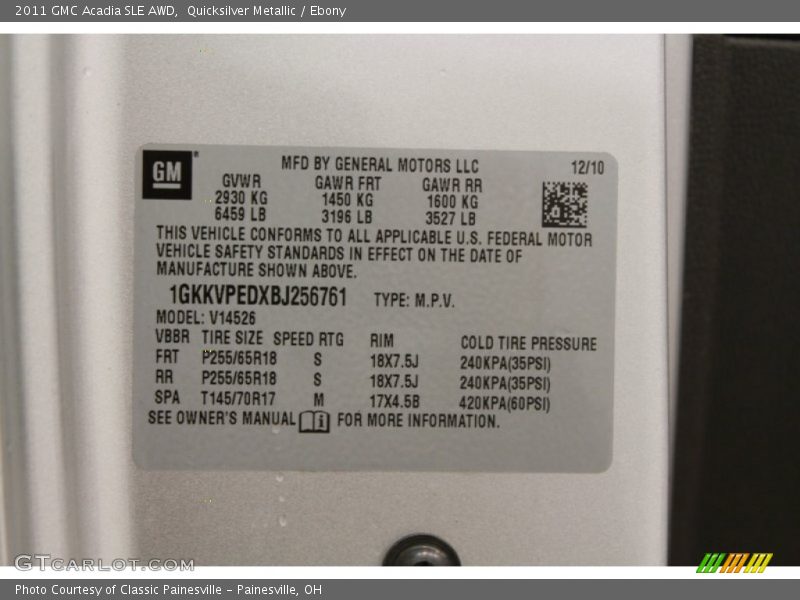 2011 GMC Acadia SLE AWD,  Quicksilver Metallic / Ebony
GM®
MFD BY GENERAL MOTORS LLC 12/10
GVWR GAWR FRT GAWR RR
2930 KG 1450 KG 1600 KG
6459 LB 3196 LB 3527 LB
THIS VEHICLE CONFORMS TO ALL APPLICABLE U.S. FEDERAL MOTOR
VEHICLE SAFETY STANDARDS IN EFFECT ON THE DATE OF
MANUFACTURE SHOWN ABOVE.
1GKKVPEDXBJ256761 TYPE: M.P.V.
MODEL: V14526
VBBR TIRE SIZE SPEED RTG RIM COLD TIRE PRESSURE
FRT P255/65R18 S 18X7.5J 240KPA(35PSI)
RR P255/65R18 S 18X7.5J 240KPA(35PSI)
SPA T145/70R17 M 17X4.5B 420KPA(60PSI)
SEE OWNER'S MANUAL i FOR MORE INFORMATION.
GTCARLOT.COM
Photo Courtesy of Classic Painesville - Painesville, OH